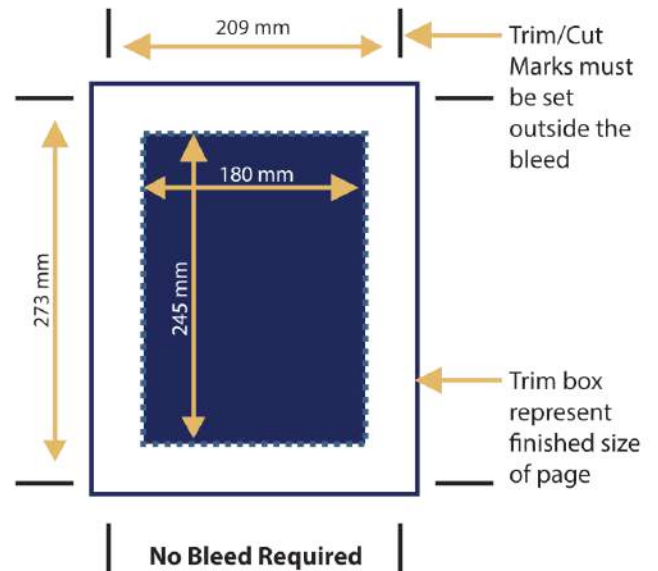 209 mm
Trim/Cut
Marks must
be set
outside the
bleed
180 mm
273 mm
245 mm
Trim box
represent
finished size
of page
No Bleed Required